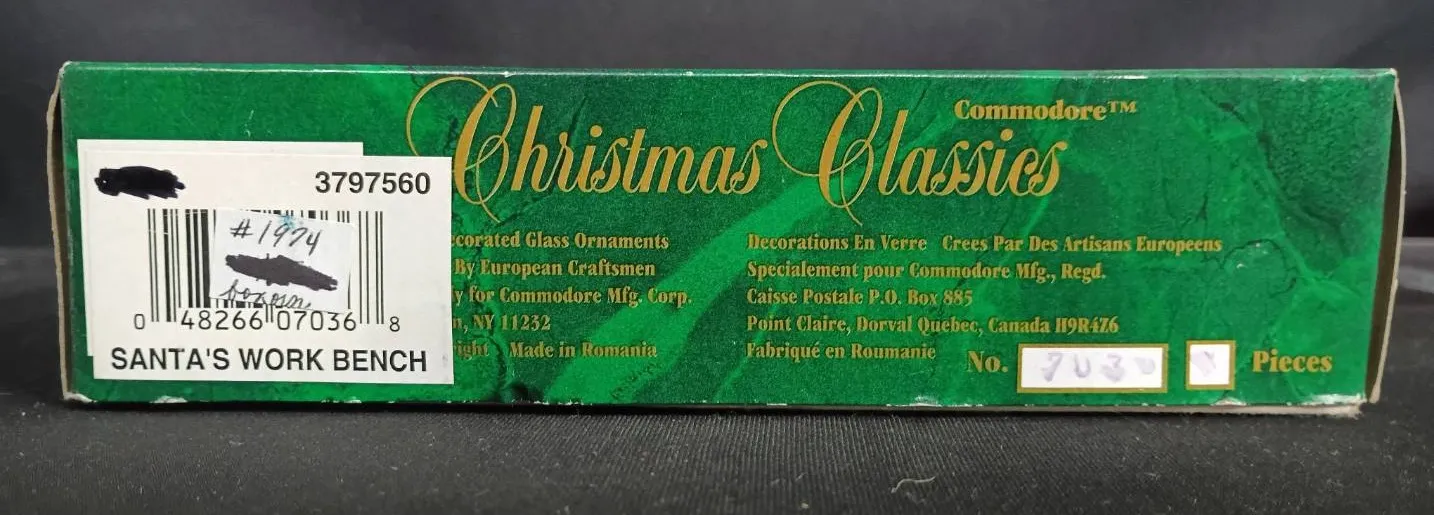 3797560
#1974
0 48266 07036 8
SANTA'S WORK BENCH
Commodore™
Christmas Classics
corated Glass Ornaments
By European Craftsmen
y for Commodore Mfg. Corp.
n, NY 11232
ight Made in Romania
Decorations En Verre Crees Par Des Artisans Europeens
Specialement pour Commodore Mfg., Regd.
Caisse Postale P.O. Box 885
Point Claire, Dorval Quebec, Canada H9R4Z6
Fabriqué en Roumanie
No. Pieces